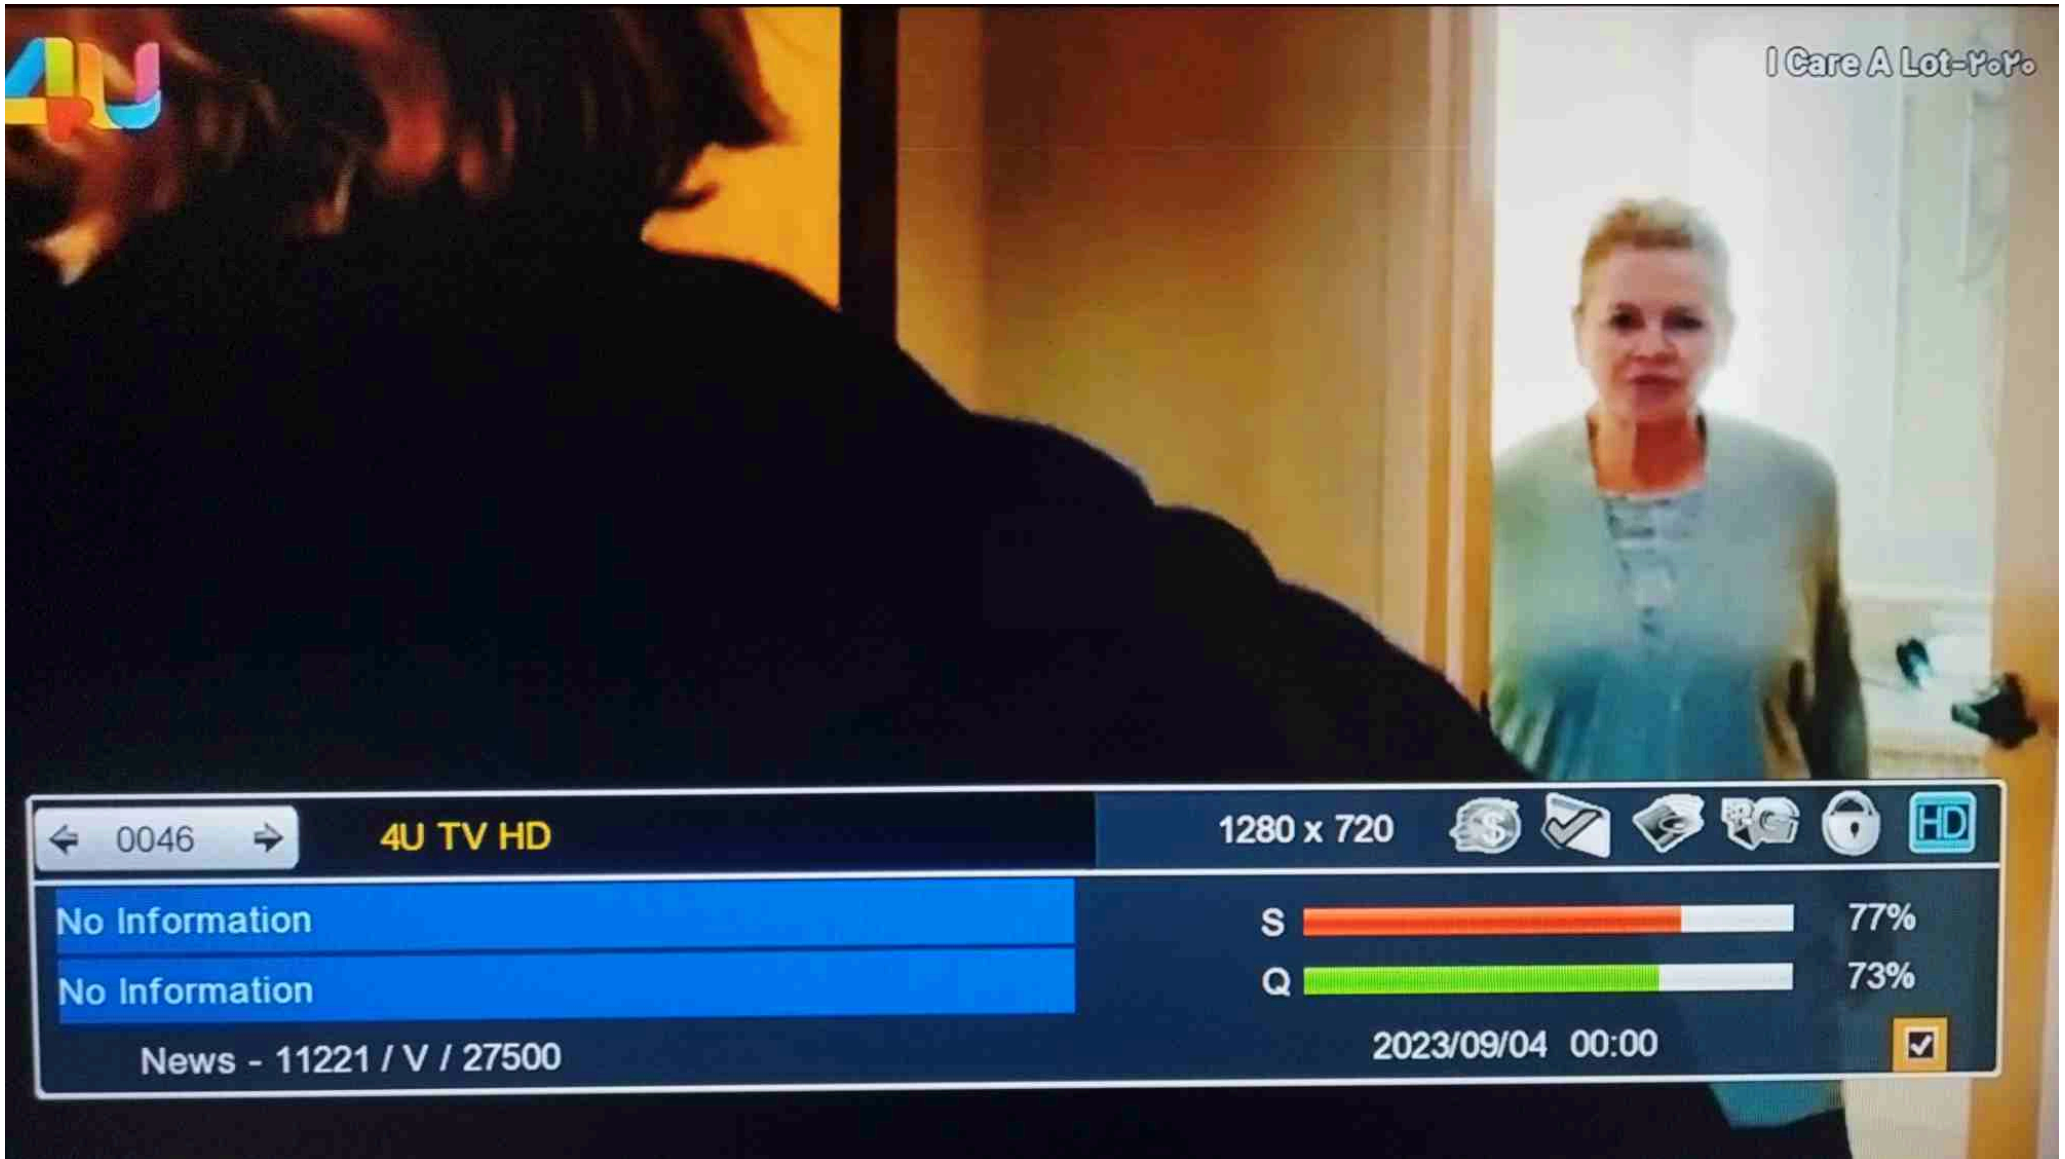 4U
I Care A Lot-۲۰۲۰
0046
4U TV HD
1280 x 720
$
G
HD
No Information
S
77%
No Information
Q
73%
News - 11221 / V / 27500
2023/09/04 00:00